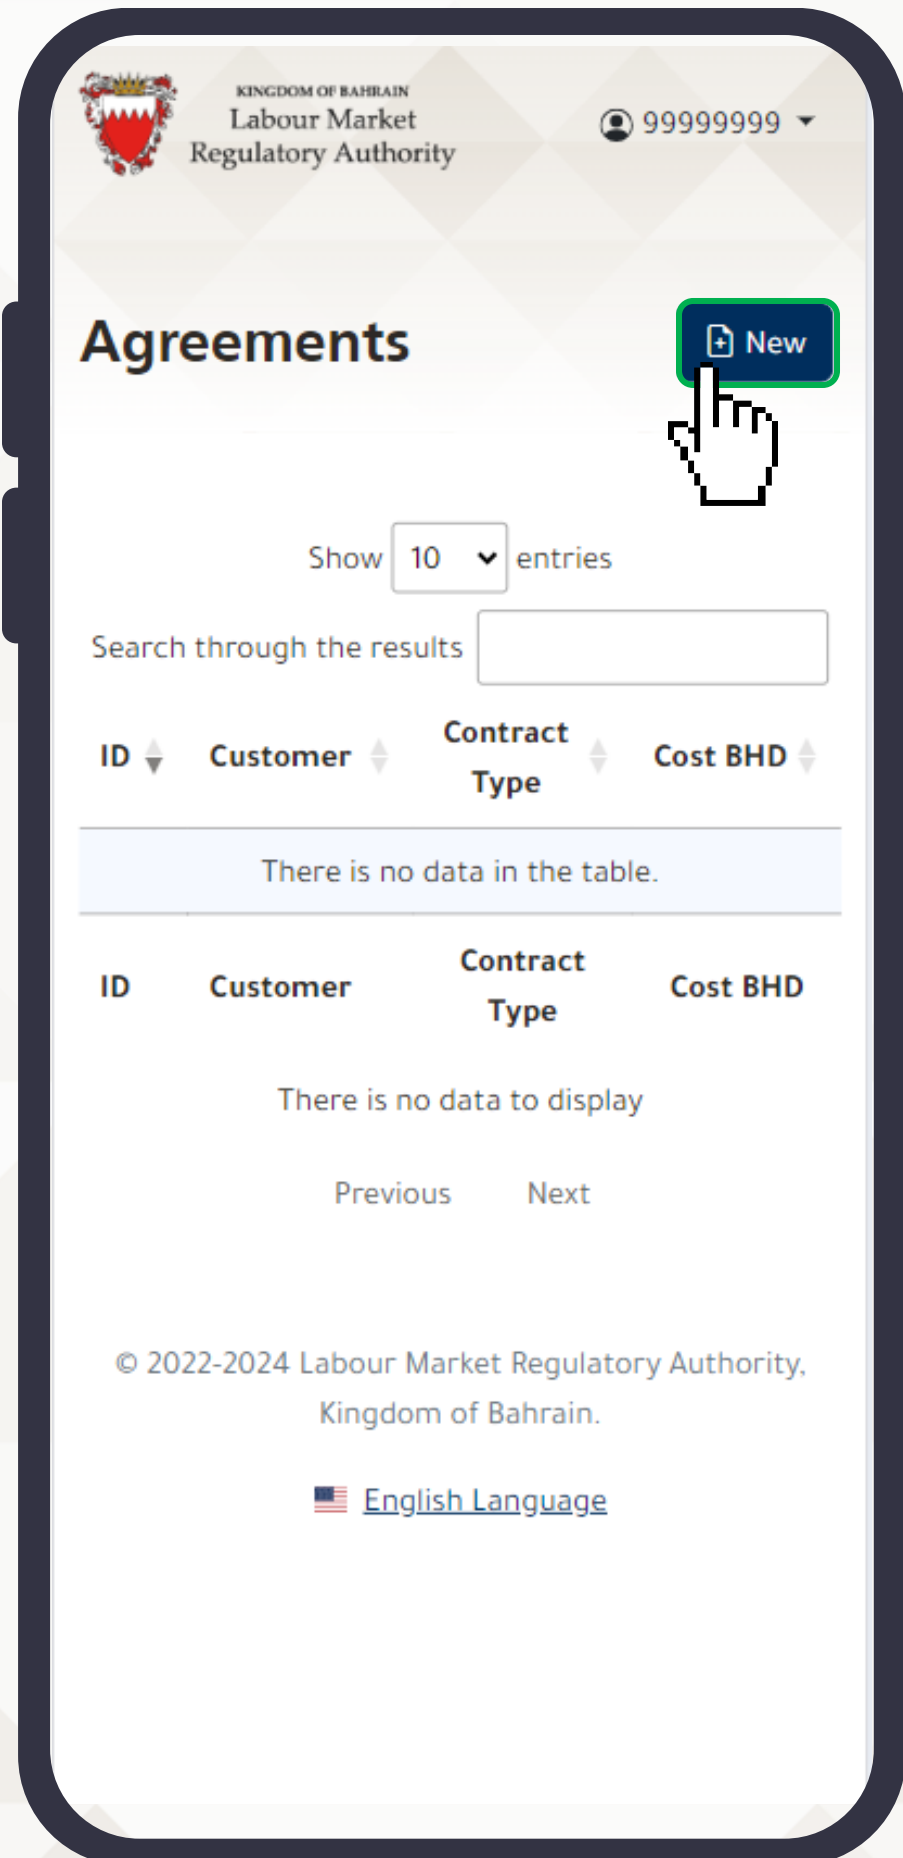 KINGDOM OF BAHRAIN
Labour Market
Regulatory Authority
99999999
Agreements
New
Show 10 entries
Search through the results
ID Customer Contract Type Cost BHD
There is no data in the table.
ID Customer Contract Type Cost BHD
There is no data to display
Previous Next
© 2022-2024 Labour Market Regulatory Authority,
Kingdom of Bahrain.
English Language